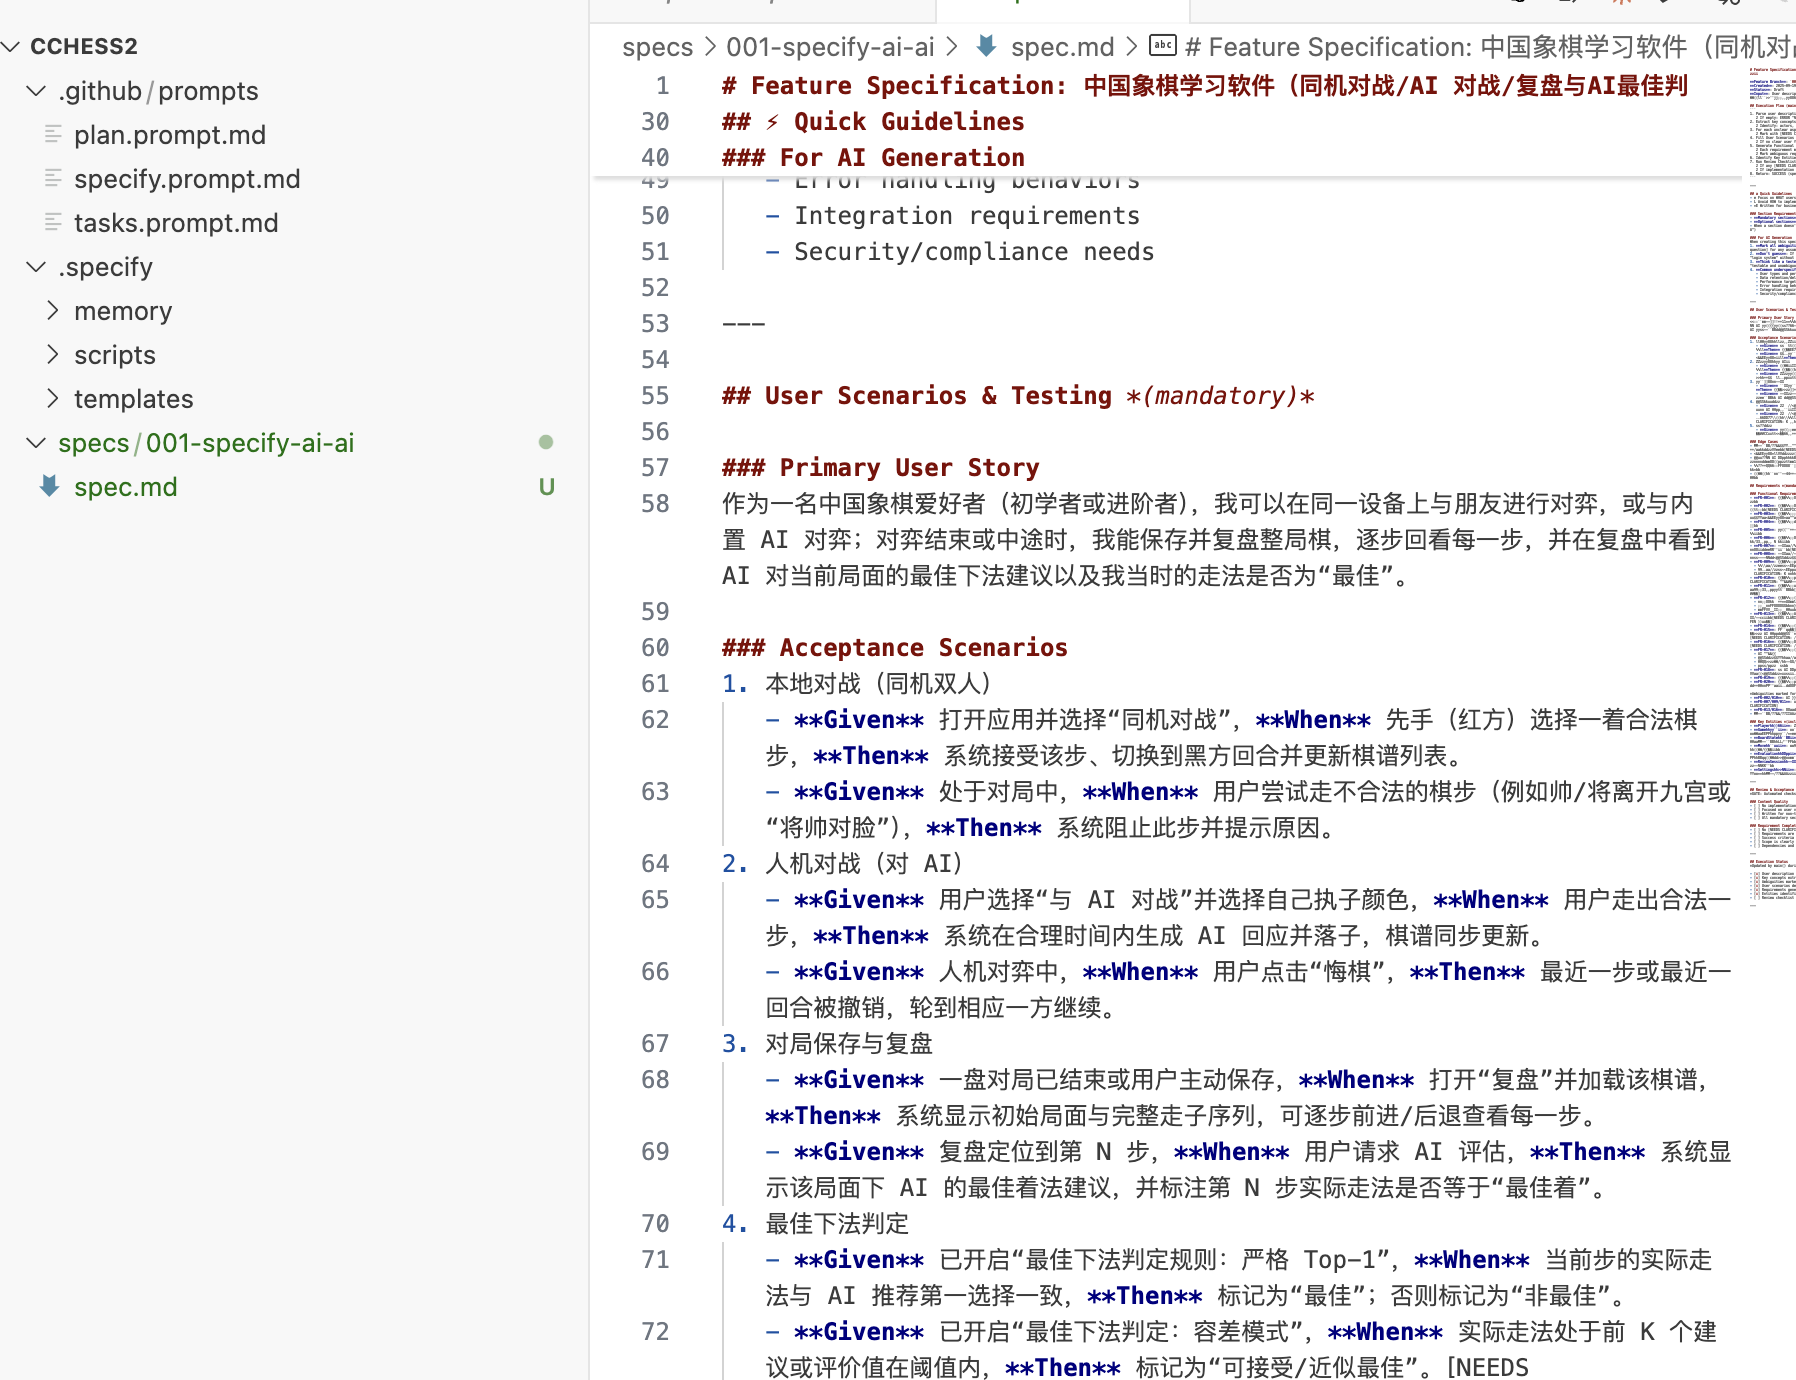 CCHESS2
.github/prompts
plan.prompt.md
specify.prompt.md
tasks.prompt.md
.specify
memory
scripts
templates
specs/001-specify-ai-ai
spec.md U
specs > 001-specify-ai-ai > spec.md > abc # Feature Specification: 中国象棋学习软件（同机对
1 # Feature Specification: 中国象棋学习软件（同机对战/AI 对战/复盘与AI最佳判
30 ## ⚡ Quick Guidelines
40 ### For AI Generation
49 – Error handling behaviors
50 – Integration requirements
51 – Security/compliance needs
52
53 ---
54
55 ## User Scenarios & Testing *(mandatory)*
56
57 ### Primary User Story
58 作为一名中国象棋爱好者（初学者或进阶者），我可以在同一设备上与朋友进行对弈，或与内
置 AI 对弈；对弈结束或中途时，我能保存并复盘整局棋，逐步回看每一步，并在复盘中看到
AI 对当前局面的最佳下法建议以及我当时的走法是否为“最佳”。
59
60 ### Acceptance Scenarios
61 1. 本地对战（同机双人）
62 – **Given** 打开应用并选择“同机对战”，**When** 先手（红方）选择一着合法棋
步，**Then** 系统接受该步、切换到黑方回合并更新棋谱列表。
63 – **Given** 处于对局中，**When** 用户尝试走不合法的棋步（例如帅/将离开九宫或
“将帅对脸”），**Then** 系统阻止此步并提示原因。
64 2. 人机对战（对 AI）
65 – **Given** 用户选择“与 AI 对战”并选择自己执子颜色，**When** 用户走出合法一
步，**Then** 系统在合理时间内生成 AI 回应并落子，棋谱同步更新。
66 – **Given** 人机对弈中，**When** 用户点击“悔棋”，**Then** 最近一步或最近一
回合被撤销，轮到相应一方继续。
67 3. 对局保存与复盘
68 – **Given** 一盘对局已结束或用户主动保存，**When** 打开“复盘”并加载该棋谱，
**Then** 系统显示初始局面与完整走子序列，可逐步前进/后退查看每一步。
69 – **Given** 复盘定位到第 N 步，**When** 用户请求 AI 评估，**Then** 系统显
示该局面下 AI 的最佳着法建议，并标注第 N 步实际走法是否等于“最佳着”。
70 4. 最佳下法判定
71 – **Given** 已开启“最佳下法判定规则：严格 Top-1”，**When** 当前步的实际走
法与 AI 推荐第一选择一致，**Then** 标记为“最佳”；否则标记为“非最佳”。
72 – **Given** 已开启“最佳下法判定：容差模式”，**When** 实际走法处于前 K 个建
议或评价值在阈值内，**Then** 标记为“可接受/近似最佳”。[NEEDS